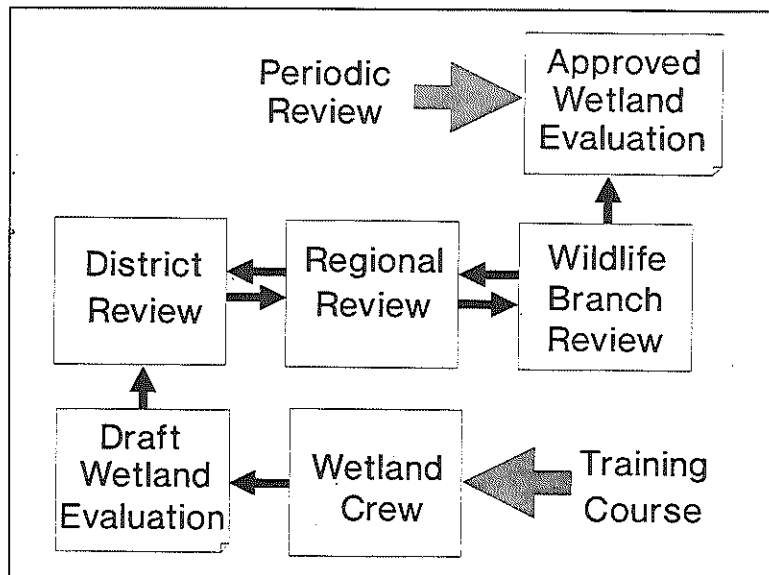 Periodic
Review
Approved
Wetland
Evaluation
District
Review
Regional
Review
Wildlife
Branch
Review
Draft
Wetland
Evaluation
Wetland
Crew
Training
Course